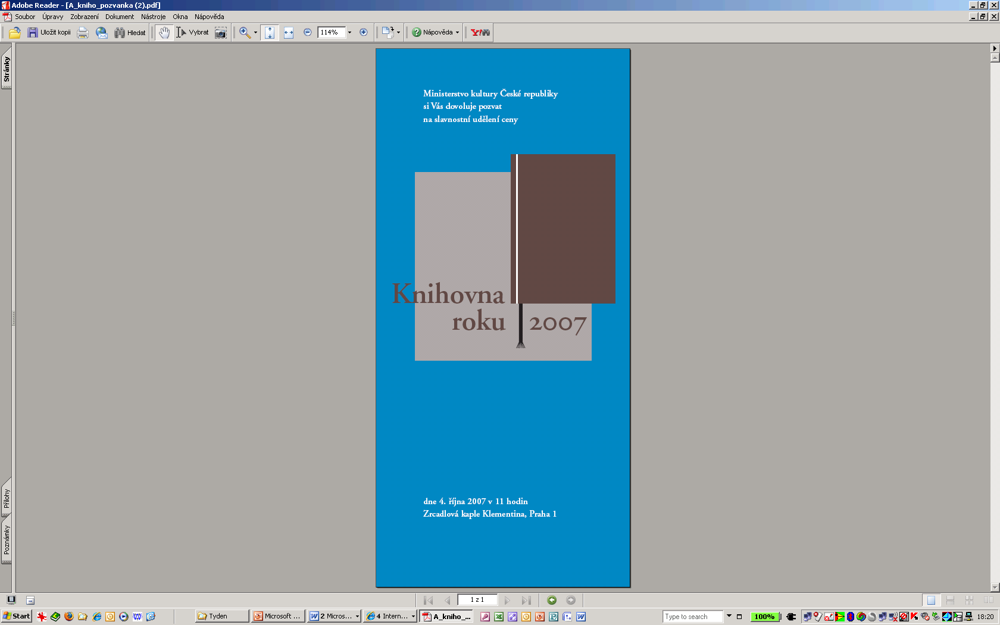 Adobe Reader - [A_kniho_pozvanka (2).pdf]
Soubor Úpravy Zobrazení Dokument Nástroje Okna Nápověda
Uložit kopii Hledat Vybrat 114% Nápověda Y!
Stránky
Ministerstvo kultury České republiky
si Vás dovoluje pozvat
na slavnostní udělení ceny
Knihovna
roku 2007
dne 4. října 2007 v 11 hodin
Zrcadlová kaple Klementina, Praha 1
Přílohy
Poznámky
1 z 1
Start Tyden Microsoft ... 2 Micros... 4 Intern... A_kniho_... Type to search 100% 18:20